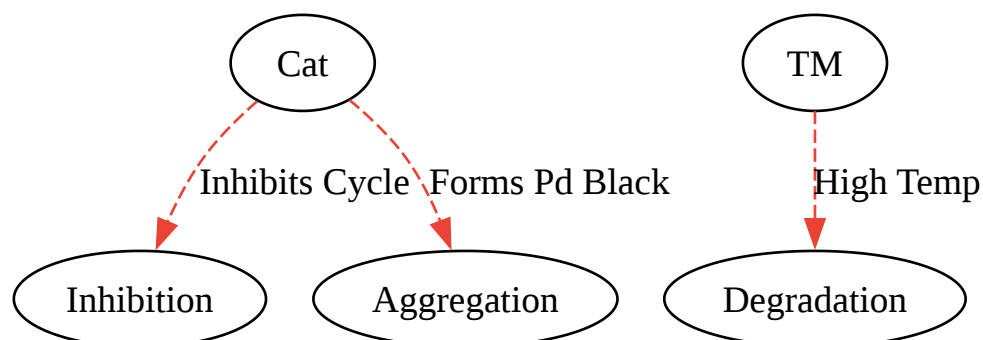 Cat
TM
Inhibits Cycle
Forms Pd Black
High Temp
Inhibition
Aggregation
Degradation